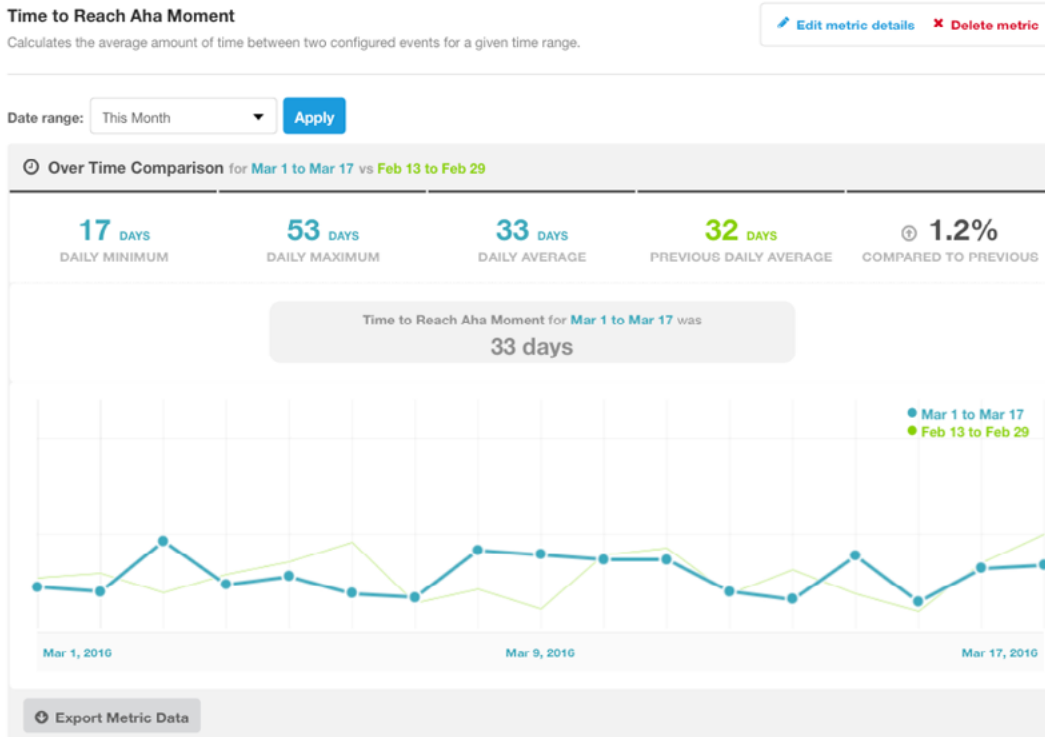 Time to Reach Aha Moment
Edit metric details Delete metric
Calculates the average amount of time between two configured events for a given time range.
Date range: This Month Apply
Over Time Comparison for Mar 1 to Mar 17 vs Feb 13 to Feb 29
17 DAYS 53 DAYS 33 DAYS 32 DAYS 1.2%
DAILY MINIMUM DAILY MAXIMUM DAILY AVERAGE PREVIOUS DAILY AVERAGE COMPARED TO PREVIOUS
Time to Reach Aha Moment for Mar 1 to Mar 17 was
33 days
Mar 1 to Mar 17
Feb 13 to Feb 29
Mar 1, 2016 Mar 9, 2016 Mar 17, 2016
Export Metric Data